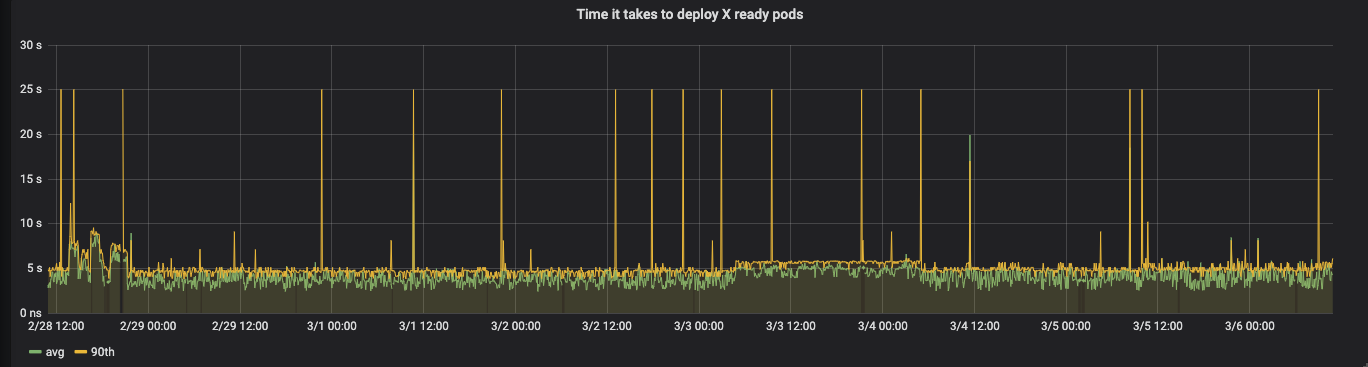 Time it takes to deploy X ready pods
30 s
25 s
20 s
15 s
10 s
5 s
0 ns
2/28 12:00 2/29 00:00 2/29 12:00 3/1 00:00 3/1 12:00 3/2 00:00 3/2 12:00 3/3 00:00 3/3 12:00 3/4 00:00 3/4 12:00 3/5 00:00 3/5 12:00 3/6 00:00
avg 90th